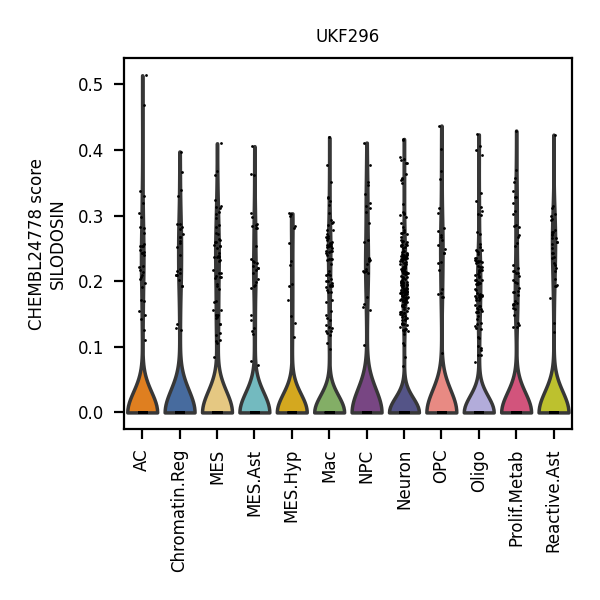 UKF296
CHEMBL24778 score
SILODOSIN
0.5
0.4
0.3
0.2
0.1
0.0
AC
Chromatin.Reg
MES
MES.Ast
MES.Hyp
Mac
NPC
Neuron
OPC
Oligo
Prolif.Metab
Reactive.Ast